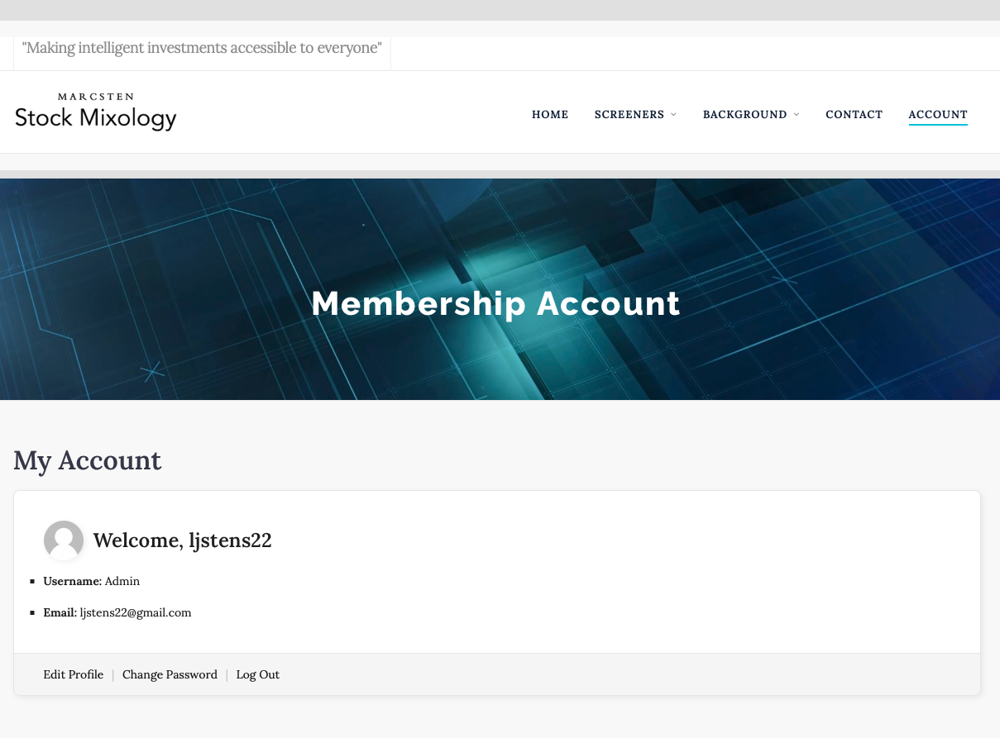 "Making intelligent investments accessible to everyone"
MARCSTEN
Stock Mixology
HOME SCREENERS BACKGROUND CONTACT ACCOUNT
Membership Account
My Account
Welcome, ljstens22
Username: Admin
Email: ljstens22@gmail.com
Edit Profile | Change Password | Log Out